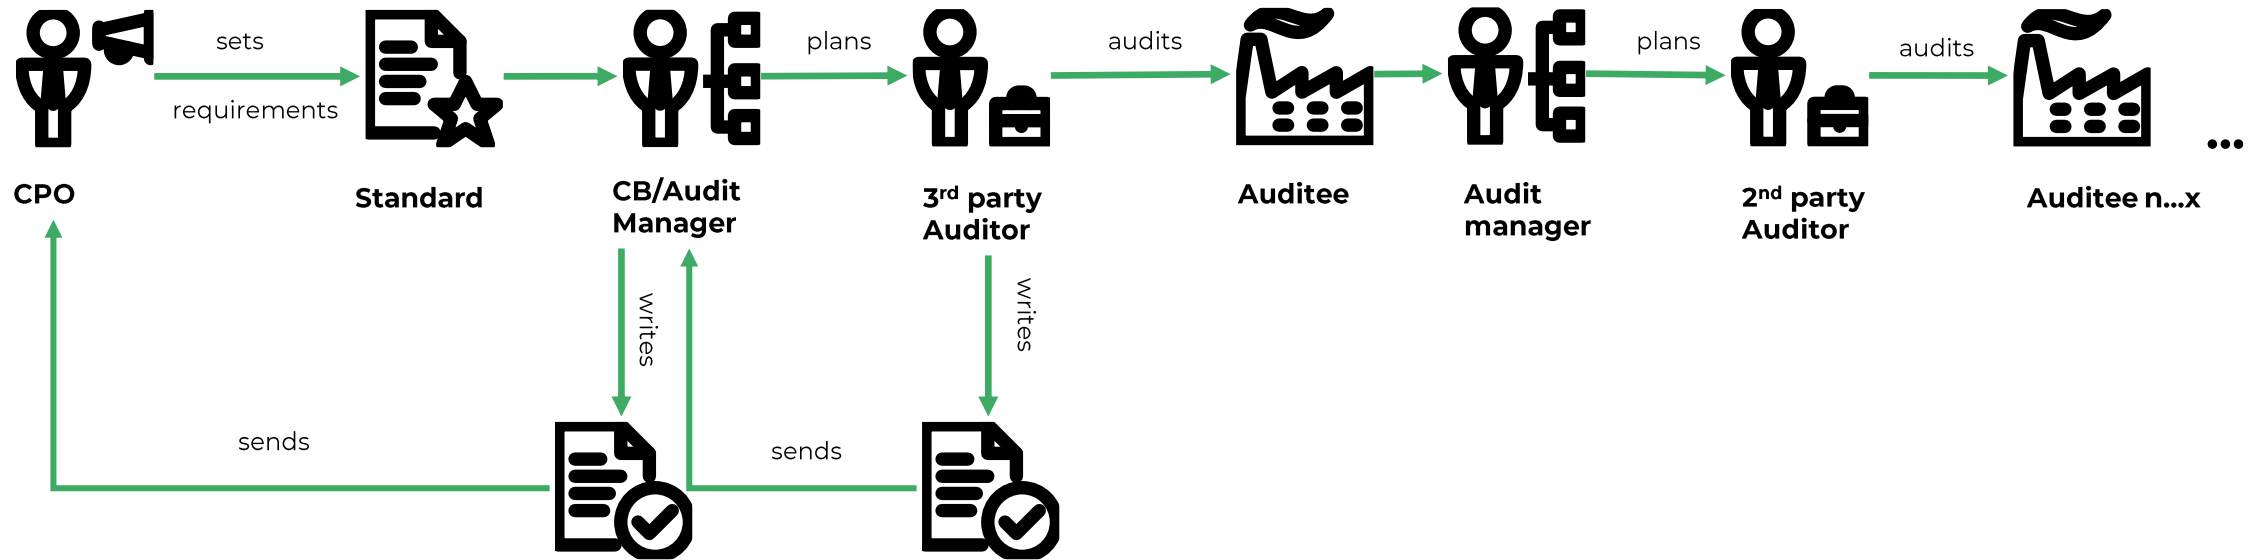 sets
requirements
plans
audits
plans
audits
...
CPO
Standard
CB/Audit
Manager
3rd party
Auditor
Auditee
Audit
manager
2nd party
Auditor
Auditee n...x
writes
writes
sends
sends